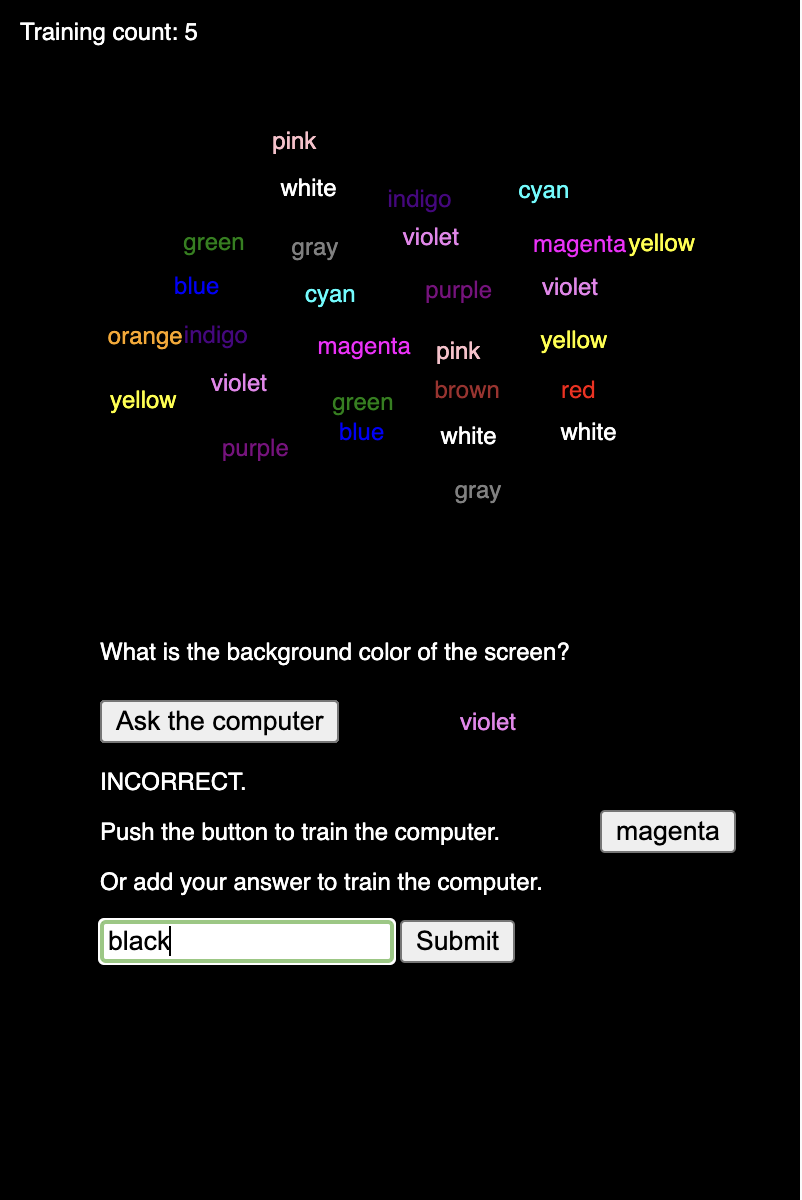 Training count: 5
pink
white indigo cyan
green gray violet magenta yellow
blue cyan purple violet
orange indigo magenta pink yellow
yellow violet green brown red
purple blue white white
gray
What is the background color of the screen?
Ask the computer violet
INCORRECT.
Push the button to train the computer. magenta
Or add your answer to train the computer.
black Submit